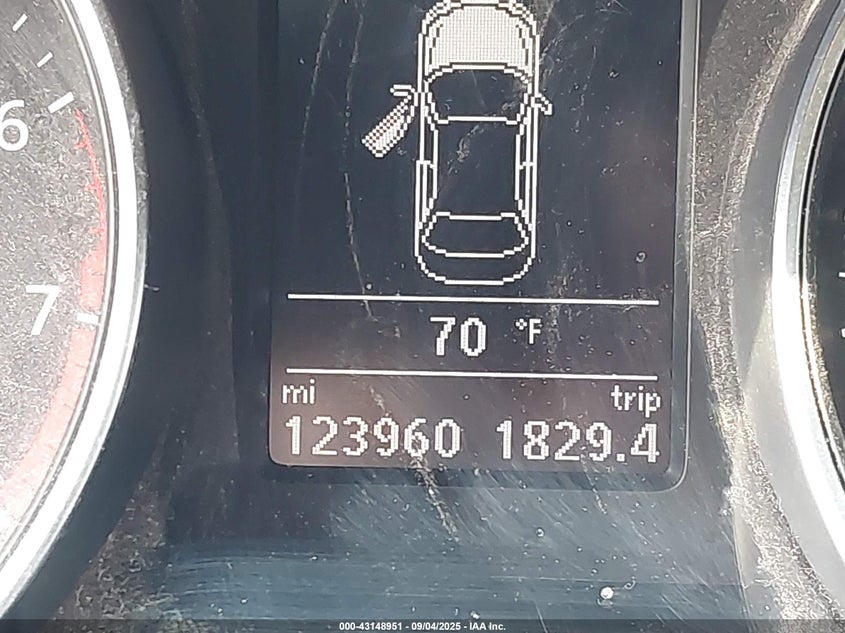 6
7
70 °F
mi trip
123960 1829.4
000-43148951 - 09/04/2025 - IAA Inc.